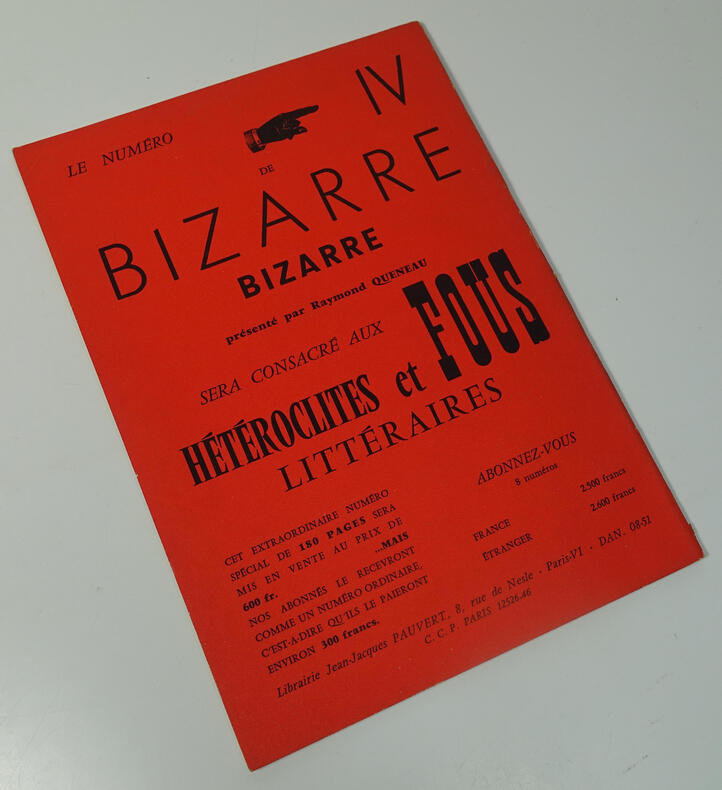 LE NUMÉRO
IV
DE
BIZARRE
BIZARRE
présenté par Raymond QUENEAU
SERA CONSACRÉ AUX
HÉTÉROCLITES et FOUS
LITTÉRAIRES
CET EXTRAORDINAIRE NUMÉRO
SPÉCIAL DE 180 PAGES SERA
MIS EN VENTE AU PRIX DE
600 fr. ...MAIS
NOS ABONNÉS LE RECEVRONT
COMME UN NUMÉRO ORDINAIRE,
C'EST-A-DIRE QU'ILS LE PAIERONT
ENVIRON 300 francs.
ABONNEZ-VOUS
8 numéros
FRANCE 2.500 francs
ÉTRANGER 2.600 francs
Librairie Jean-Jacques PAUVERT, 8, rue de Nesle · Paris-VI · DAN. 08-51
C. C. P. PARIS 12526-46